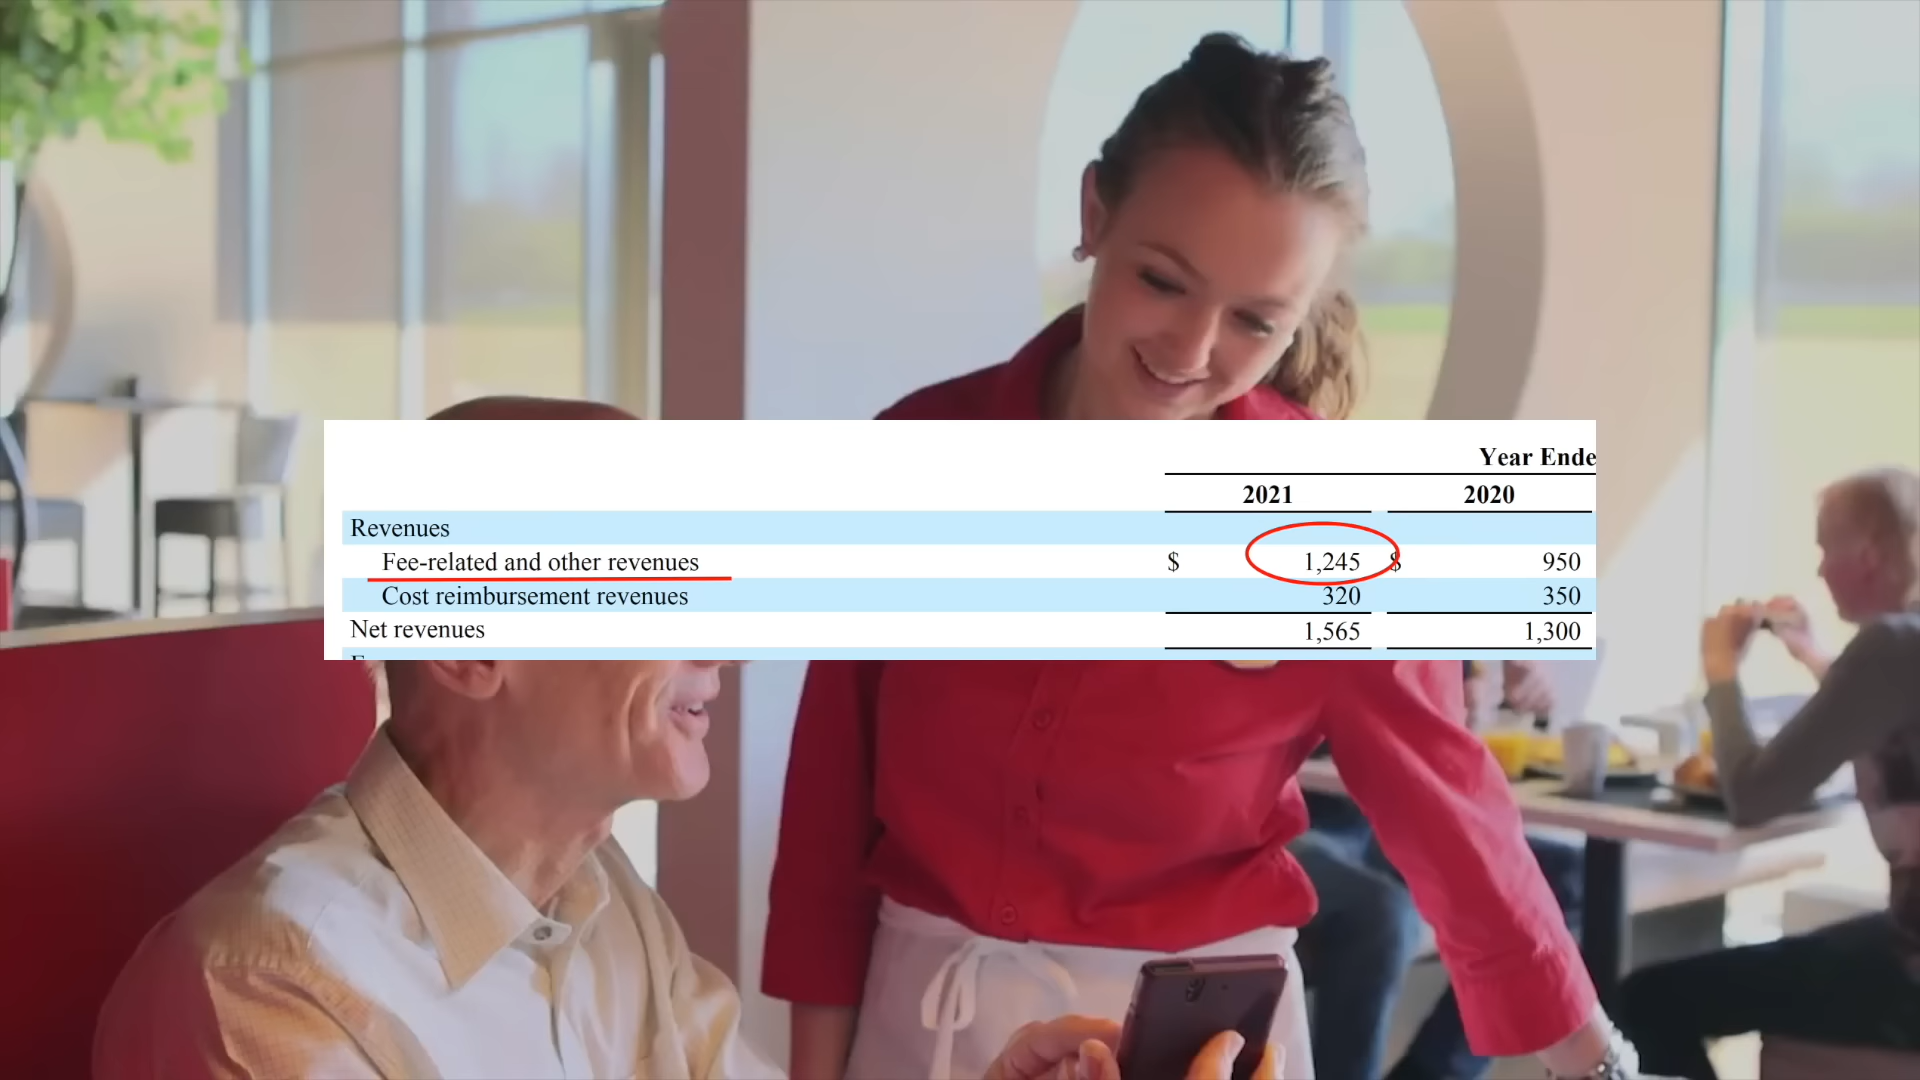 Year Ende
2021 2020
Revenues
Fee-related and other revenues $ 1,245 $ 950
Cost reimbursement revenues 320 350
Net revenues 1,565 1,300